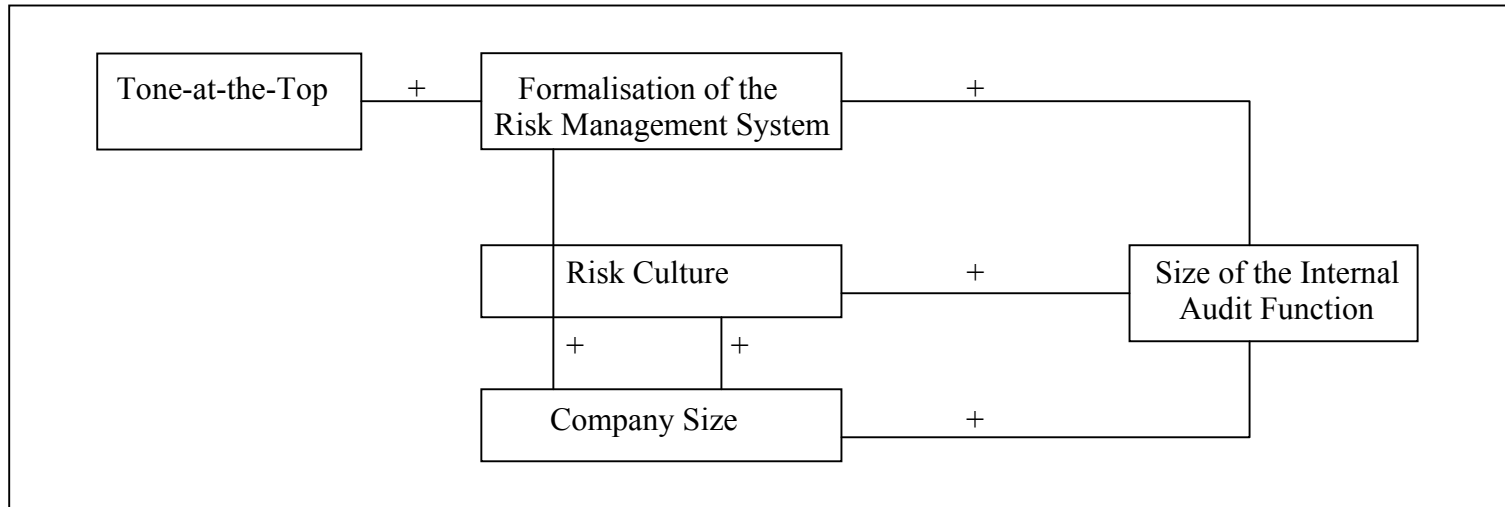 Tone-at-the-Top
+
Formalisation of the
Risk Management System
+
Risk Culture
+
Size of the Internal
Audit Function
+
+
Company Size
+